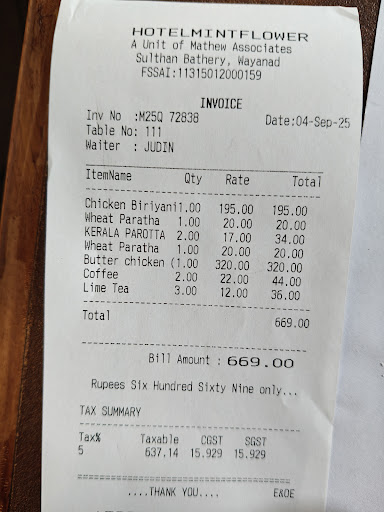 HOTELMINTFLOWER
A Unit of Mathew Associates
Sulthan Bathery, Wayanad
FSSAI:11315012000159
INVOICE
Inv No :M25Q 72838 Date:04-Sep-25
Table No: 111
Waiter : JUDIN
ItemName Qty Rate Total
Chicken Biriyani1.00 195.00 195.00
Wheat Paratha 1.00 20.00 20.00
KERALA PAROTTA 2.00 17.00 34.00
Wheat Paratha 1.00 20.00 20.00
Butter chicken (1.00 320.00 320.00
Coffee 2.00 22.00 44.00
Lime Tea 3.00 12.00 36.00
Total 669.00
Bill Amount : 669.00
Rupees Six Hundred Sixty Nine only...
TAX SUMMARY
Tax% Taxable CGST SGST
5 637.14 15.929 15.929
....THANK YOU.... E&OE